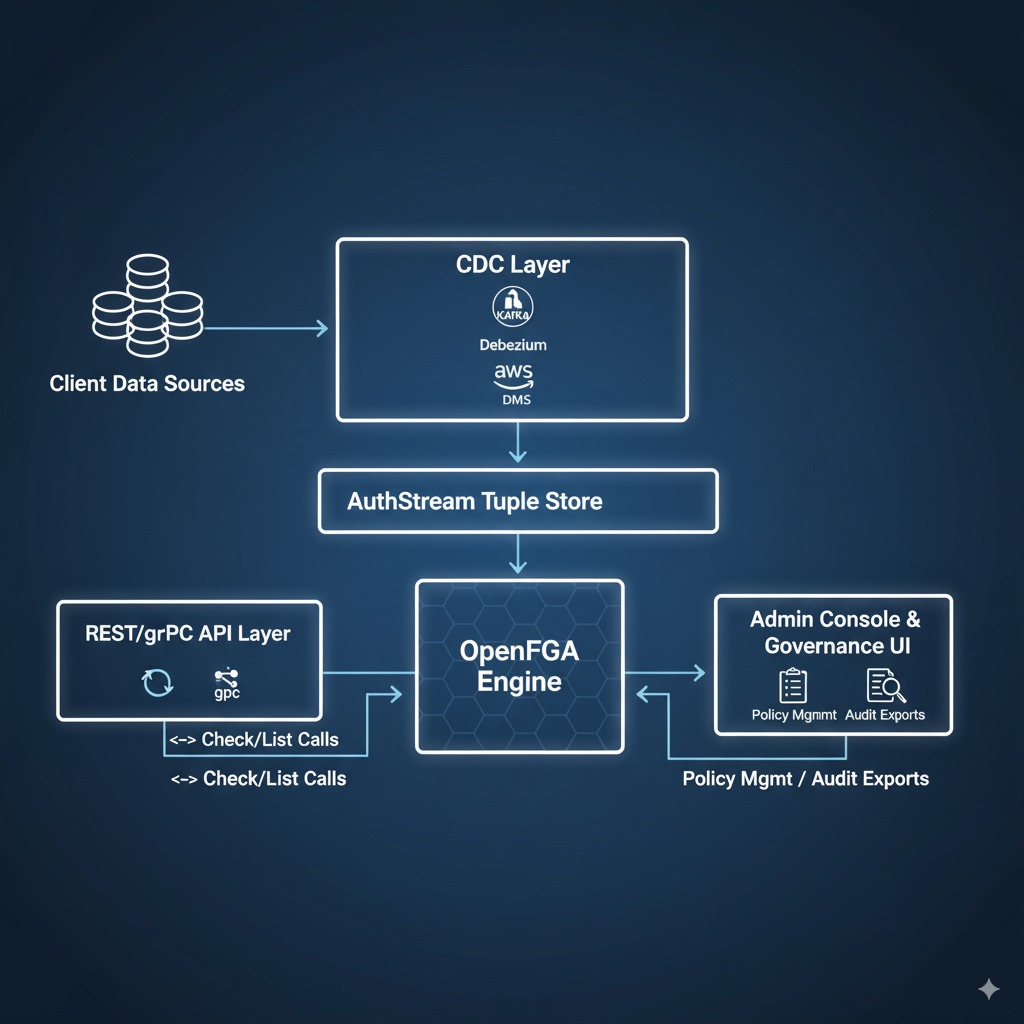 CDC Layer
KAFKA
Debezium
aws
DMS
Client Data Sources
AuthStream Tuple Store
REST/grPC API Layer
gpc
<-> Check/List Calls
<-> Check/List Calls
OpenFGA
Engine
Admin Console &
Governance UI
Policy Mgmmt Audit Exports
Policy Mgmt / Audit Exports